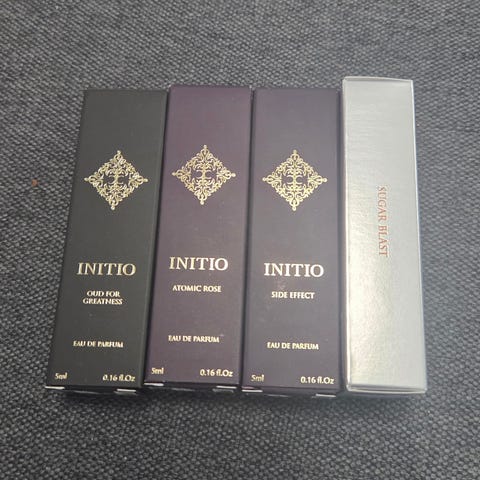 INITIO
OUD FOR
GREATNESS
EAU DE PARFUM
5ml 0.16 fl.Oz
INITIO
ATOMIC ROSE
EAU DE PARFUM
5ml 0.16 fl.Oz
INITIO
SIDE EFFECT
EAU DE PARFUM
5ml 0.16 fl.Oz
SUGAR BLAST